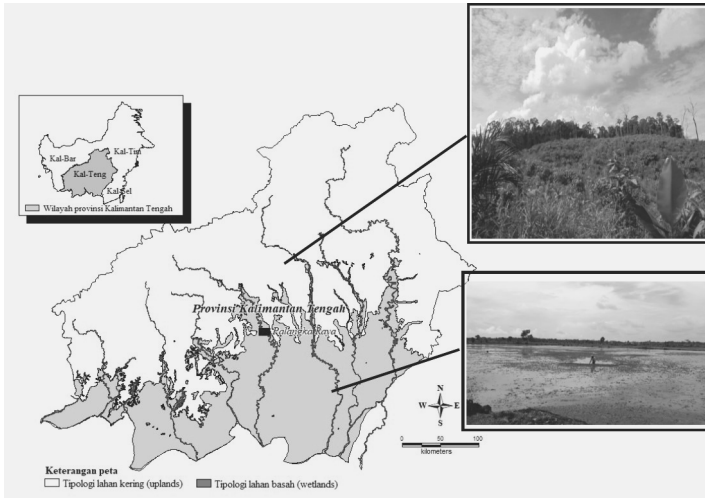 Kal-Bar
Kal-Tim
Kal-Teng
Kal-Sel
Wilayah provinsi Kalimantan Tengah
Provinsi Kalimantan Tengah
Palangka Raya
N
W E
S
0 50 100
kilometers
Keterangan peta
Tipologi lahan kering (uplands)
Tipologi lahan basah (wetlands)